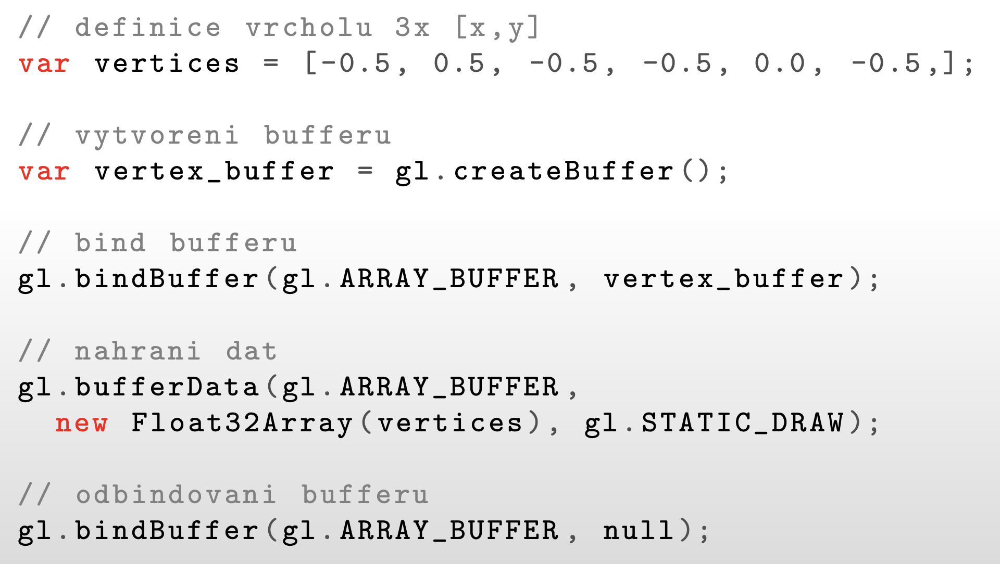 // definice vrcholu 3x [x,y]
var vertices = [-0.5, 0.5, -0.5, -0.5, 0.0, -0.5,];
// vytvoreni bufferu
var vertex_buffer = gl.createBuffer();
// bind bufferu
gl.bindBuffer(gl.ARRAY_BUFFER, vertex_buffer);
// nahrani dat
gl.bufferData(gl.ARRAY_BUFFER,
new Float32Array(vertices), gl.STATIC_DRAW);
// odbindovani bufferu
gl.bindBuffer(gl.ARRAY_BUFFER, null);